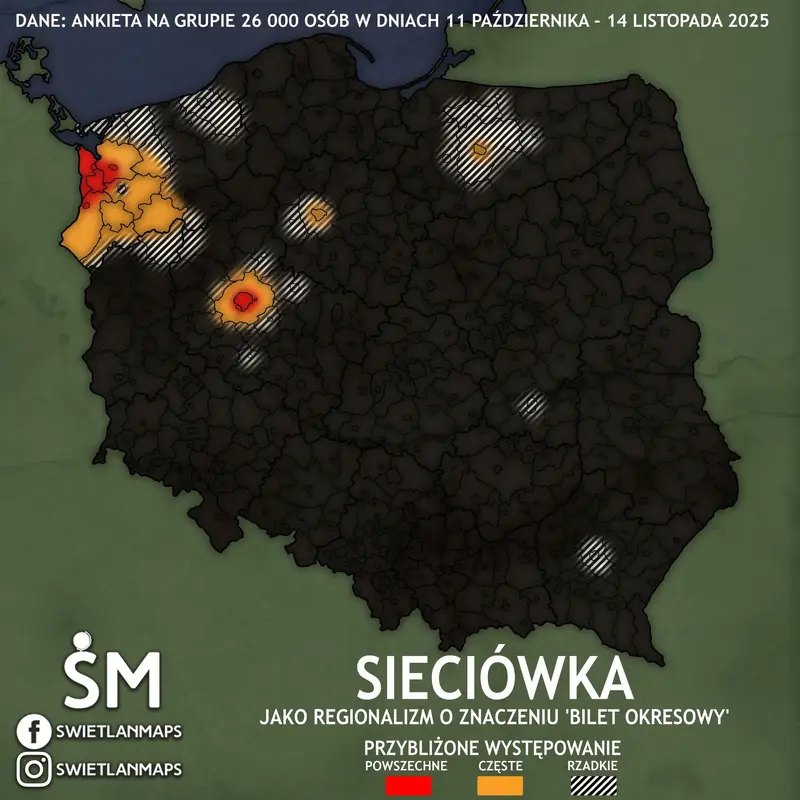 DANE: ANKIETA NA GRUPIE 26 000 OSÓB W DNIACH 11 PAŹDZIERNIKA - 14 LISTOPADA 2025
ŚM
SWIETLANMAPS
SWIETLANMAPS
SIECIÓWKA
JAKO REGIONALIZM O ZNACZENIU 'BILET OKRESOWY'
PRZYBLIŻONE WYSTĘPOWANIE
POWSZECHNE CZĘSTE RZADKIE